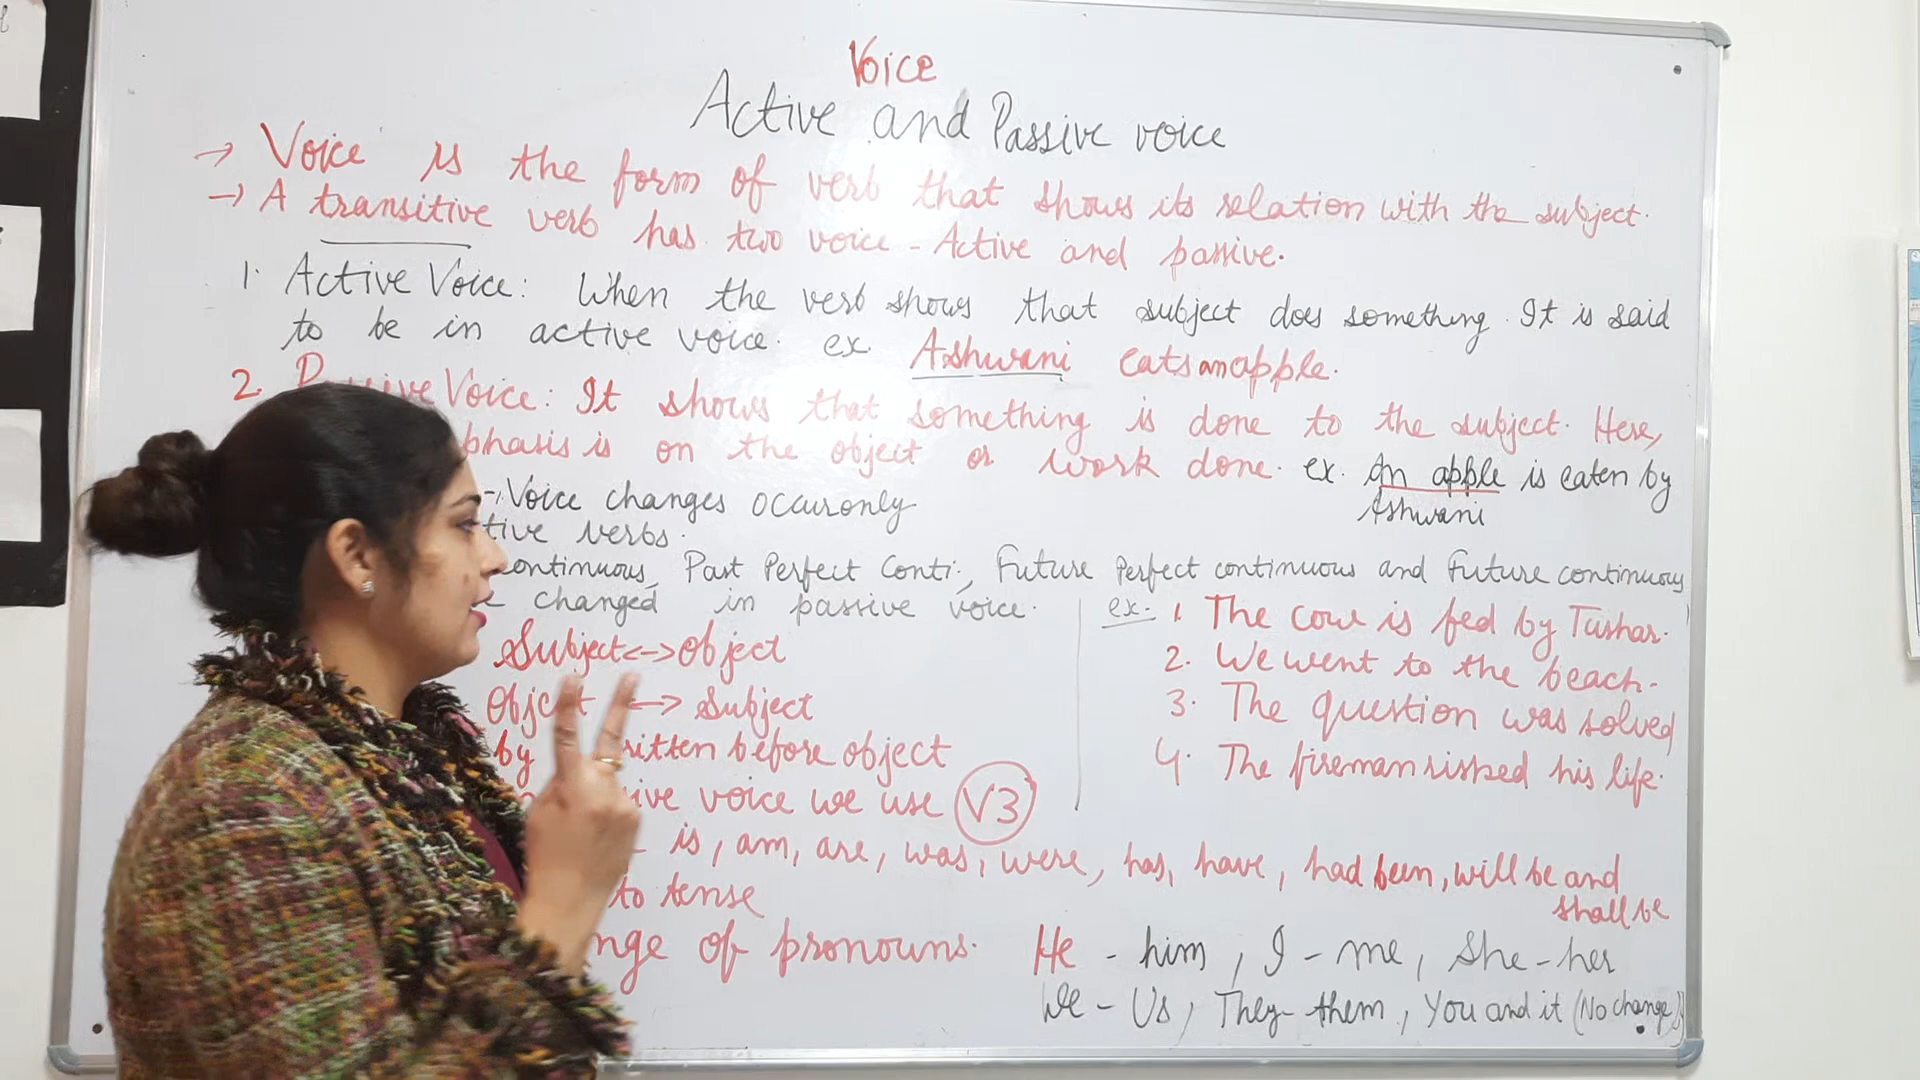 Voice
Active and Passive voice
→ Voice is the form of verb that shows its relation with the subject.
→ A transitive verb has two voice - Active and passive.
1. Active Voice: When the verb shows that subject does something. It is said
to be in active voice. ex. Ashwani eats an apple.
2. Passive Voice: It shows that something is done to the subject. Here,
phasis is on the object or work done. ex. An apple is eaten by
Ashwani
Voice changes occur only
tive verbs.
continuous, Past Perfect Conti., Future Perfect continuous and Future continuous
changed in passive voice.
Subject <-> object
Object <-> Subject
by ritten before object
ive voice we use V3
is, am, are, was, were, has, have, had been, will be and
shall be
to tense
nge of pronouns.
ex. 1. The cow is fed by Tushar.
2. We went to the beach.
3. The question was solved
4. The fireman risked his life.
He - him, I - me, She - her
We - Us, They - them, You and it (No change)